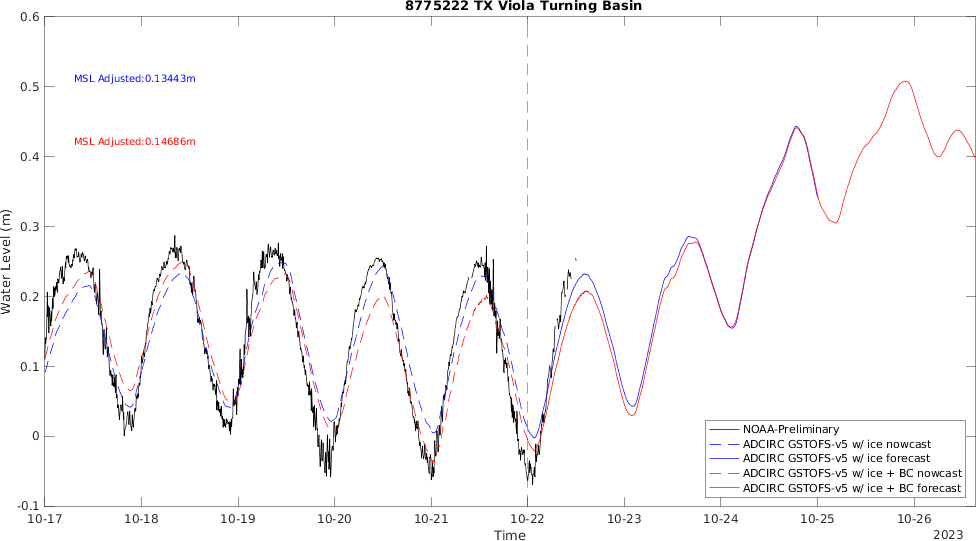 8775222 TX Viola Turning Basin
0.6
0.5
0.4
0.3
0.2
0.1
0
-0.1
Water Level (m)
MSL Adjusted:0.13443m
MSL Adjusted:0.14686m
NOAA-Preliminary
ADCIRC GSTOFS-v5 w/ ice nowcast
ADCIRC GSTOFS-v5 w/ ice forecast
ADCIRC GSTOFS-v5 w/ ice + BC nowcast
ADCIRC GSTOFS-v5 w/ ice + BC forecast
10-17 10-18 10-19 10-20 10-21 10-22 10-23 10-24 10-25 10-26
Time
2023